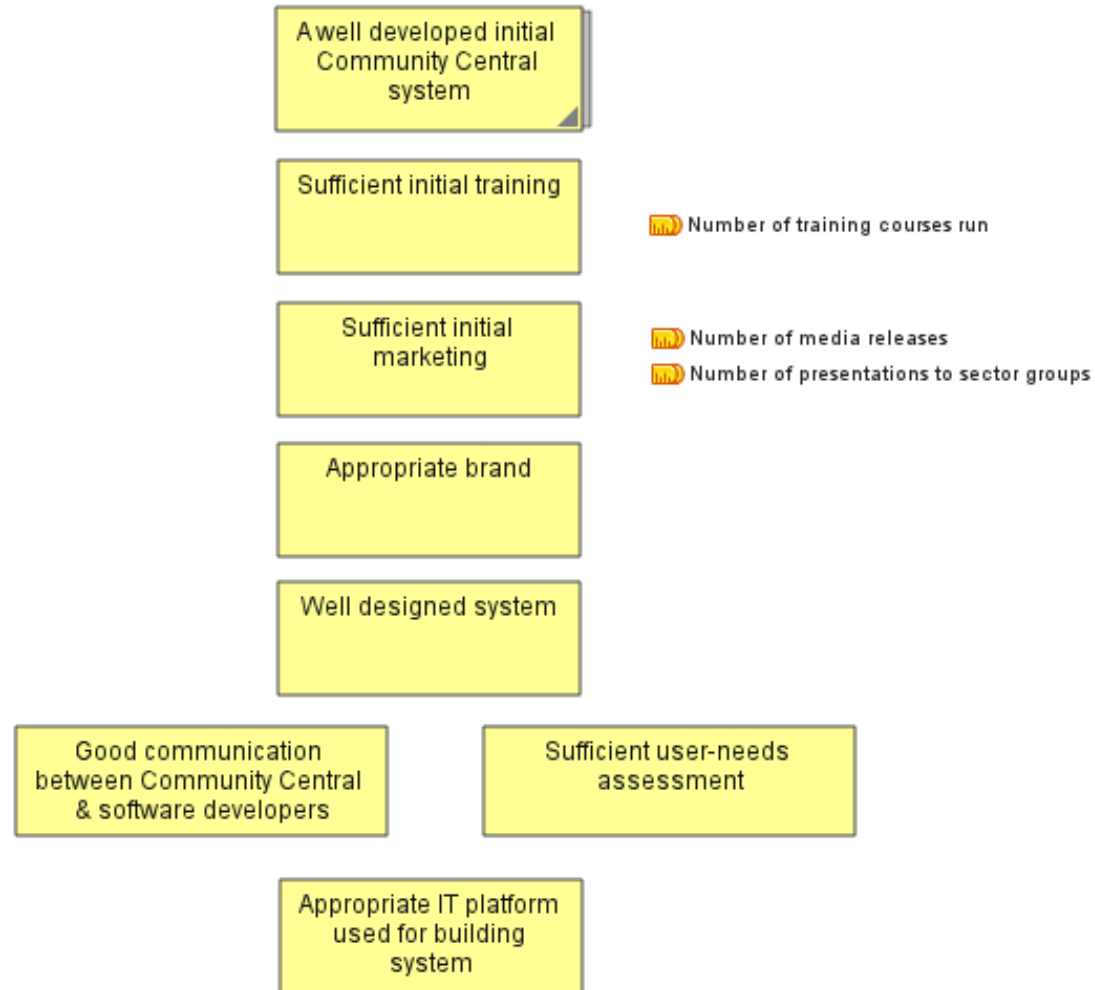 A well developed initial
Community Central
system
Sufficient initial training
Number of training courses run
Sufficient initial
marketing
Number of media releases
Number of presentations to sector groups
Appropriate brand
Well designed system
Good communication
between Community Central
& software developers
Sufficient user-needs
assessment
Appropriate IT platform
used for building
system